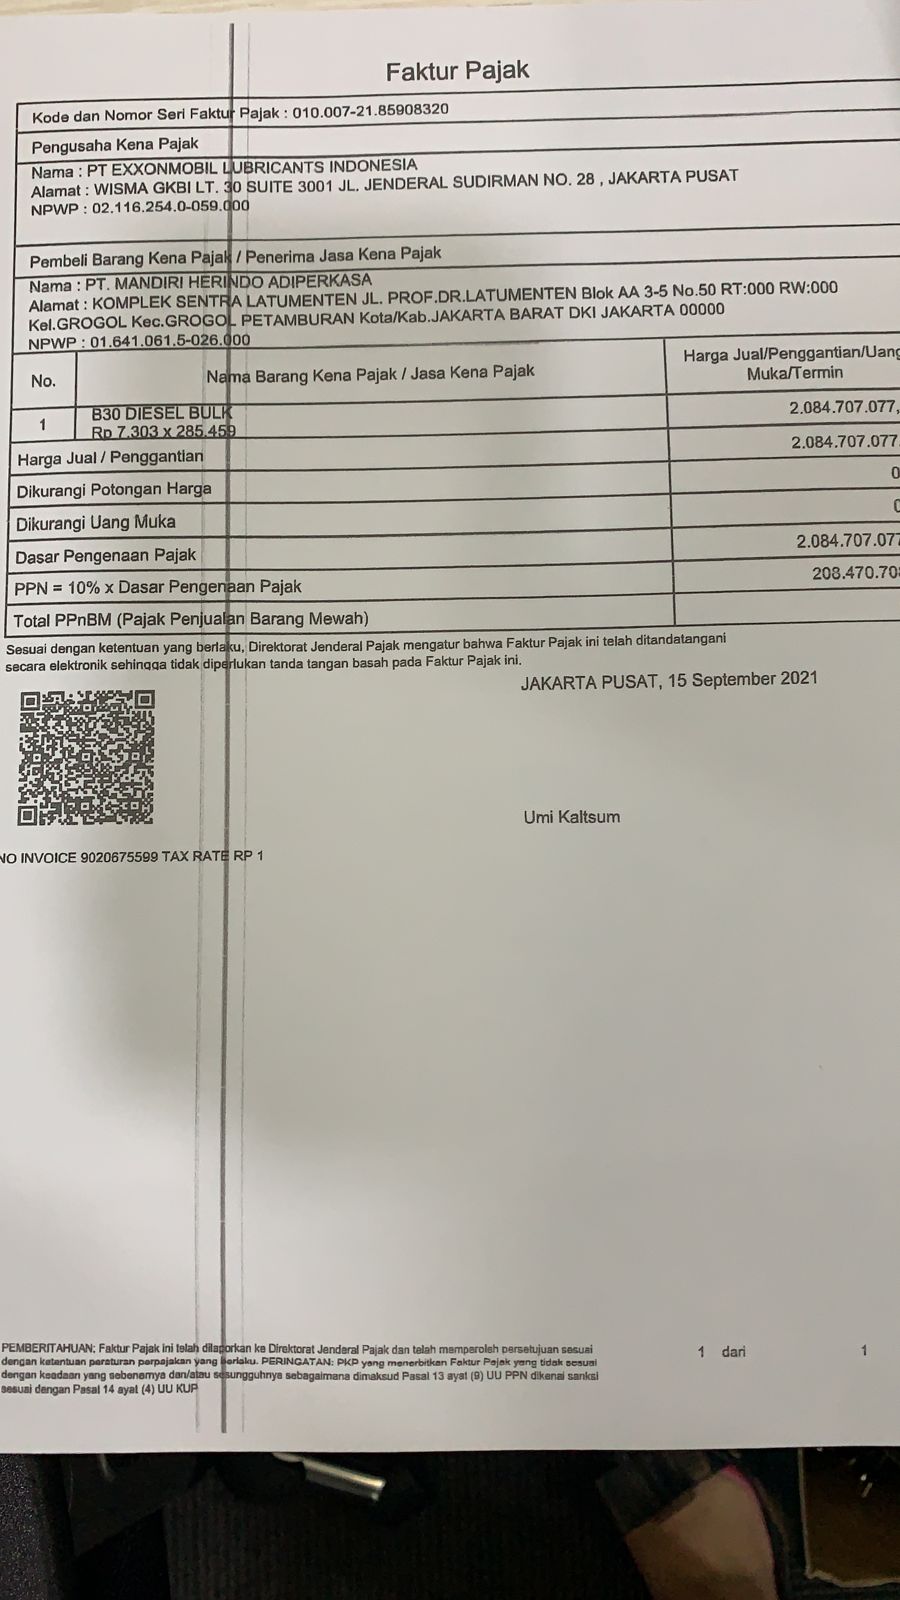 Faktur Pajak
Kode dan Nomor Seri Faktur Pajak : 010.007-21.85908320
Pengusaha Kena Pajak
Nama : PT EXXONMOBIL LUBRICANTS INDONESIA
Alamat : WISMA GKBI LT. 30 SUITE 3001 JL. JENDERAL SUDIRMAN NO. 28 , JAKARTA PUSAT
NPWP : 02.116.254.0-059.000
Pembeli Barang Kena Pajak / Penerima Jasa Kena Pajak
Nama : PT. MANDIRI HERINDO ADIPERKASA
Alamat : KOMPLEK SENTRA LATUMENTEN JL. PROF.DR.LATUMENTEN Blok AA 3-5 No.50 RT:000 RW:000
Kel.GROGOL Kec.GROGOL PETAMBURAN Kota/Kab.JAKARTA BARAT DKI JAKARTA 00000
NPWP : 01.641.061.5-026.000
No. Nama Barang Kena Pajak / Jasa Kena Pajak Harga Jual/Penggantian/Uang
Muka/Termin
1 B30 DIESEL BULK 2.084.707.077,
Rp 7.303 x 285.459
Harga Jual / Penggantian 2.084.707.077
Dikurangi Potongan Harga 0
Dikurangi Uang Muka 0
Dasar Pengenaan Pajak 2.084.707.077
PPN = 10% x Dasar Pengenaan Pajak 208.470.70
Total PPnBM (Pajak Penjualan Barang Mewah)
Sesuai dengan ketentuan yang berlaku, Direktorat Jenderal Pajak mengatur bahwa Faktur Pajak ini telah ditandatangani
secara elektronik sehingga tidak diperlukan tanda tangan basah pada Faktur Pajak ini.
JAKARTA PUSAT, 15 September 2021
Umi Kaltsum
NO INVOICE 9020675599 TAX RATE RP 1
PEMBERITAHUAN: Faktur Pajak ini telah dilaporkan ke Direktorat Jenderal Pajak dan telah memperoleh persetujuan sesuai
dengan ketentuan peraturan perpajakan yang berlaku. PERINGATAN: PKP yang menerbitkan Faktur Pajak yang tidak sesuai
dengan keadaan yang sebenarnya dan/atau sesungguhnya sebagaimana dimaksud Pasal 13 ayat (9) UU PPN dikenai sanksi
sesuai dengan Pasal 14 ayat (4) UU KUP
1 dari 1